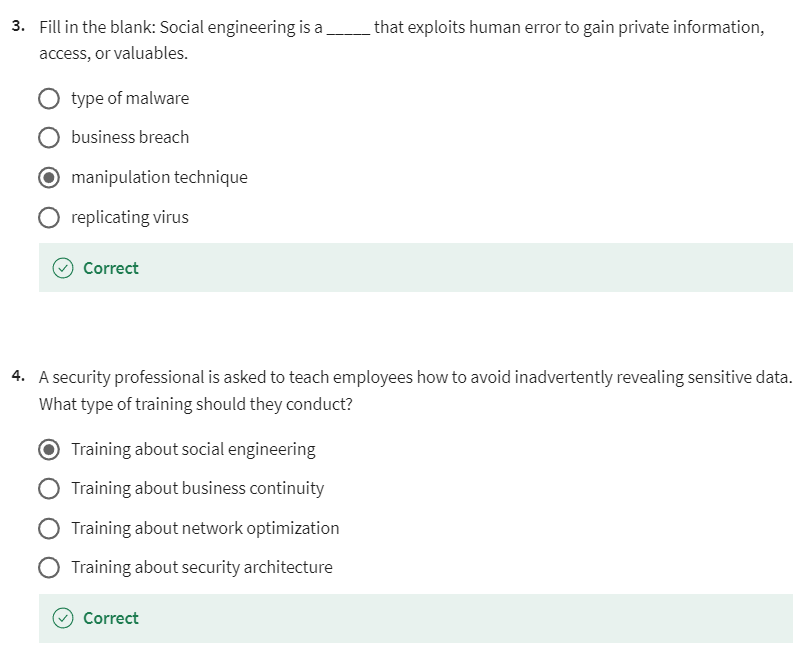 3. Fill in the blank: Social engineering is a _____ that exploits human error to gain private information,
access, or valuables.
type of malware
business breach
manipulation technique
replicating virus
Correct
4. A security professional is asked to teach employees how to avoid inadvertently revealing sensitive data.
What type of training should they conduct?
Training about social engineering
Training about business continuity
Training about network optimization
Training about security architecture
Correct